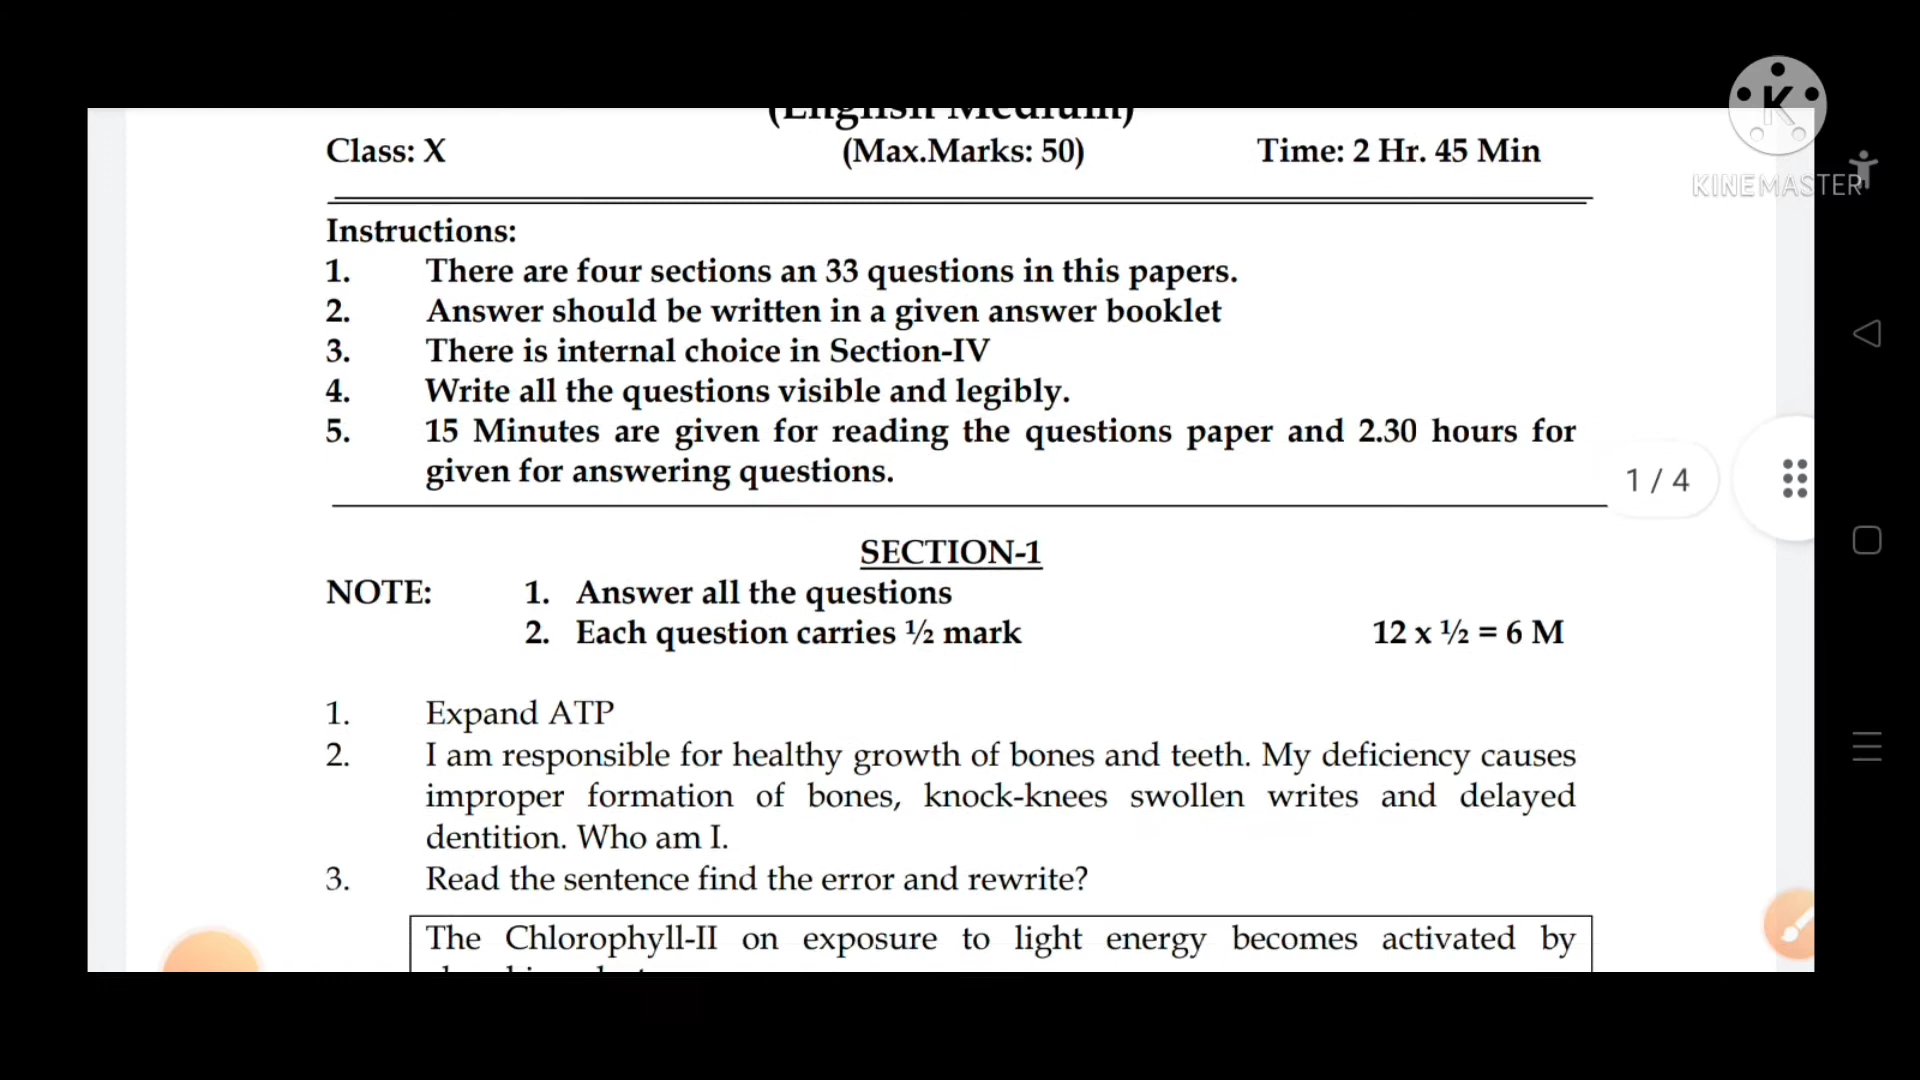 (English Medium)
Class: X (Max.Marks: 50) Time: 2 Hr. 45 Min
Instructions:
1. There are four sections an 33 questions in this papers.
2. Answer should be written in a given answer booklet
3. There is internal choice in Section-IV
4. Write all the questions visible and legibly.
5. 15 Minutes are given for reading the questions paper and 2.30 hours for
given for answering questions.
SECTION-1
NOTE: 1. Answer all the questions
2. Each question carries ½ mark 12 x ½ = 6 M
1. Expand ATP
2. I am responsible for healthy growth of bones and teeth. My deficiency causes
improper formation of bones, knock-knees swollen writes and delayed
dentition. Who am I.
3. Read the sentence find the error and rewrite?
The Chlorophyll-II on exposure to light energy becomes activated by
K
KINEMASTER
1 / 4